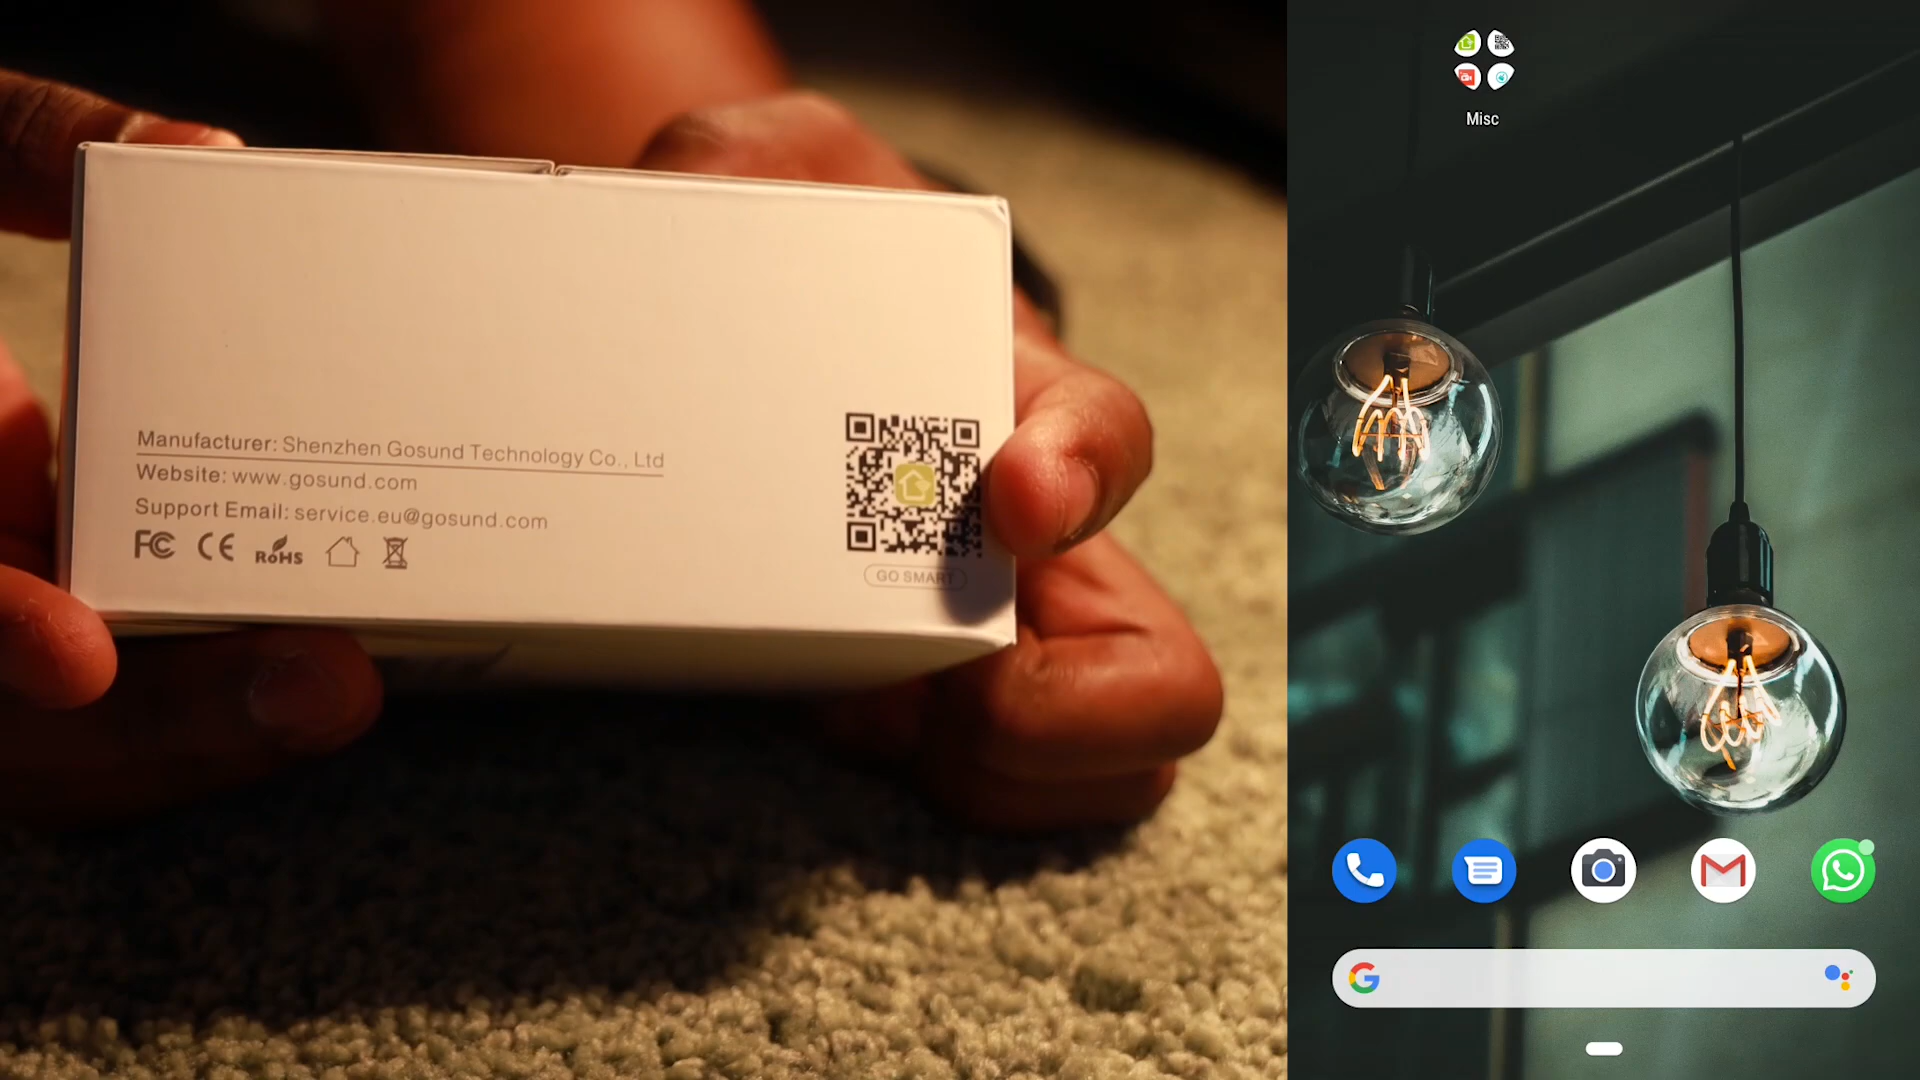 Manufacturer: Shenzhen Gosund Technology Co., Ltd
Website: www.gosund.com
Support Email: service.eu@gosund.com
FC CE RoHS
GO SMART
Misc